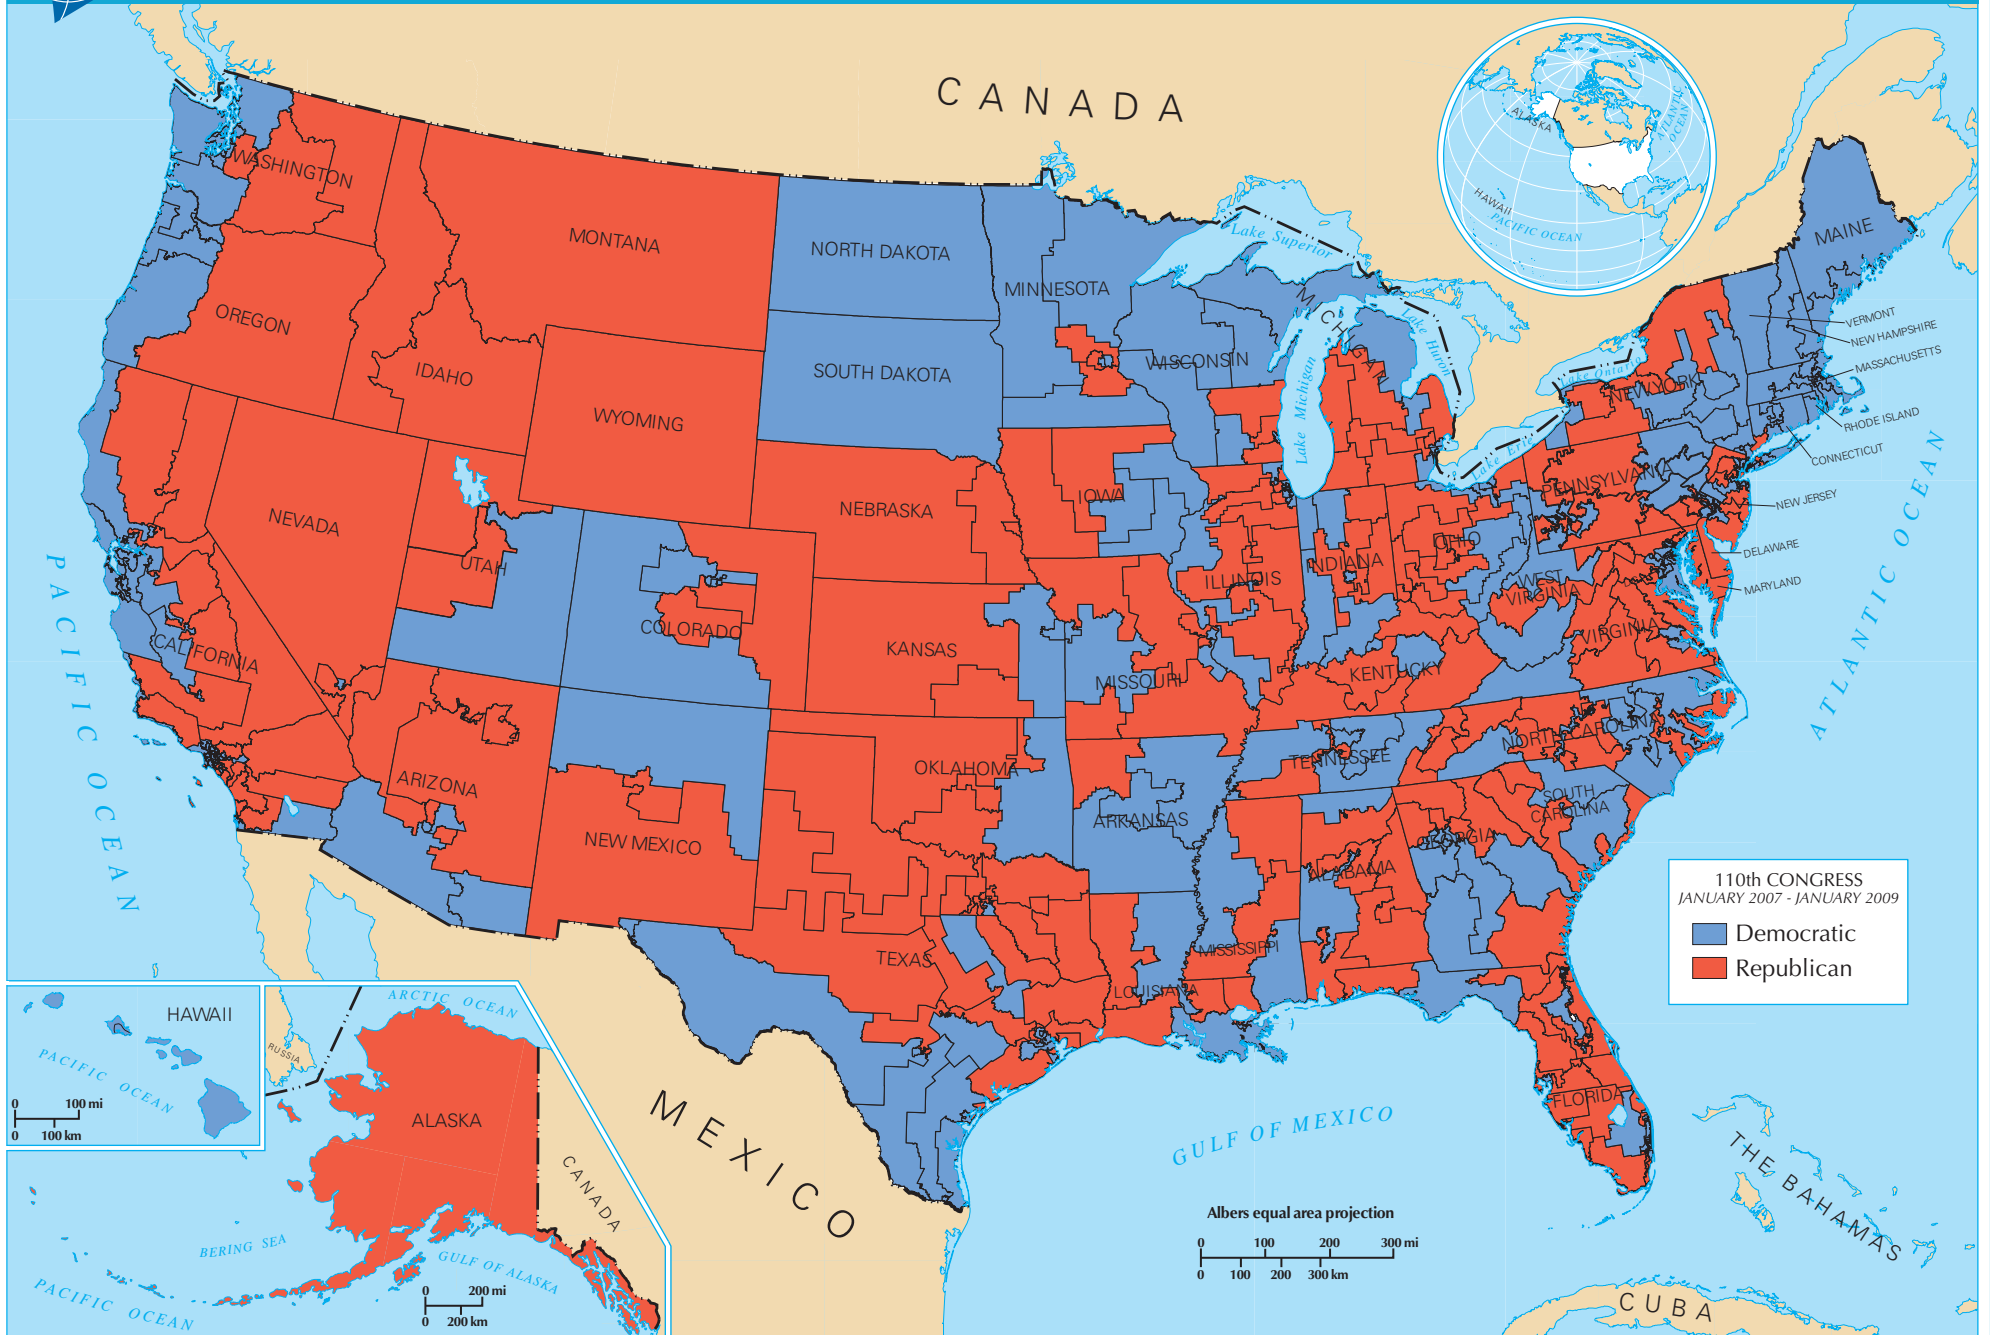 CANADA
ALASKA
ATLANTIC
OCEAN
HAWAII
PACIFIC OCEAN
WASHINGTON
MONTANA
NORTH DAKOTA
MINNESOTA
Lake Superior
MICHIGAN
Lake Huron
Lake Michigan
MAINE
VERMONT
NEW HAMPSHIRE
MASSACHUSETTS
RHODE ISLAND
CONNECTICUT
NEW JERSEY
DELAWARE
MARYLAND
OREGON
IDAHO
WYOMING
SOUTH DAKOTA
WISCONSIN
Lake Ontario
NEW YORK
Lake Erie
PENNSYLVANIA
NEVADA
UTAH
NEBRASKA
IOWA
ILLINOIS
INDIANA
OHIO
WEST
VIRGINIA
VIRGINIA
CALIFORNIA
COLORADO
KANSAS
MISSOURI
KENTUCKY
ARIZONA
NEW MEXICO
OKLAHOMA
ARKANSAS
TENNESSEE
NORTH CAROLINA
SOUTH
CAROLINA
GEORGIA
ALABAMA
MISSISSIPPI
TEXAS
LOUISIANA
FLORIDA
PACIFIC OCEAN
ATLANTIC OCEAN
110th CONGRESS
JANUARY 2007 - JANUARY 2009
Democratic
Republican
HAWAII
PACIFIC OCEAN
0 100 mi
0 100 km
ARCTIC OCEAN
RUSSIA
ALASKA
CANADA
BERING SEA
GULF OF ALASKA
PACIFIC OCEAN
0 200 mi
0 200 km
MEXICO
GULF OF MEXICO
THE BAHAMAS
CUBA
Albers equal area projection
0 100 200 300 mi
0 100 200 300 km